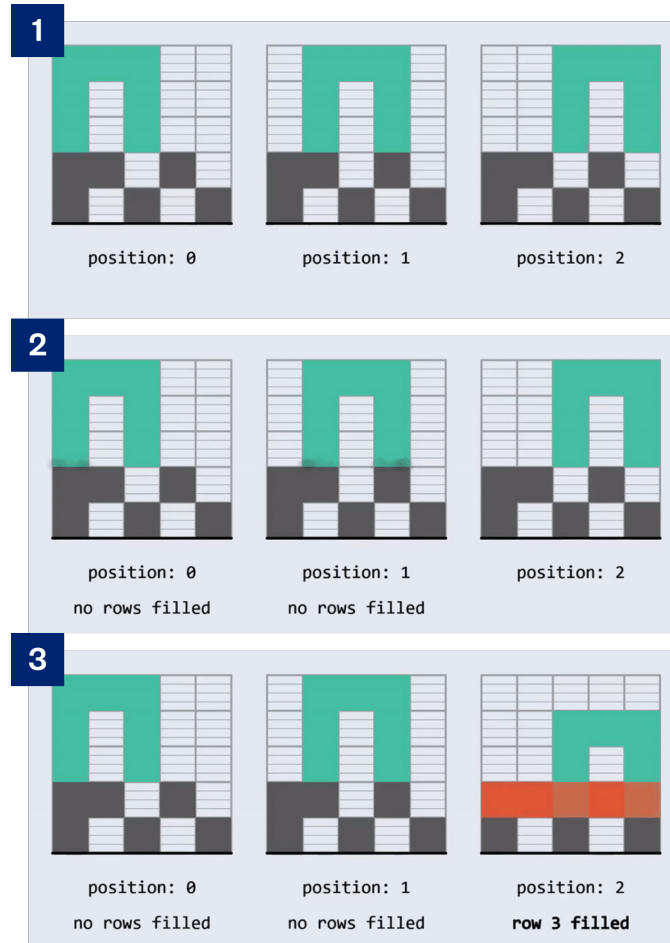 1
position: 0 position: 1 position: 2
2
position: 0 position: 1 position: 2
no rows filled no rows filled
3
position: 0 position: 1 position: 2
no rows filled no rows filled row 3 filled